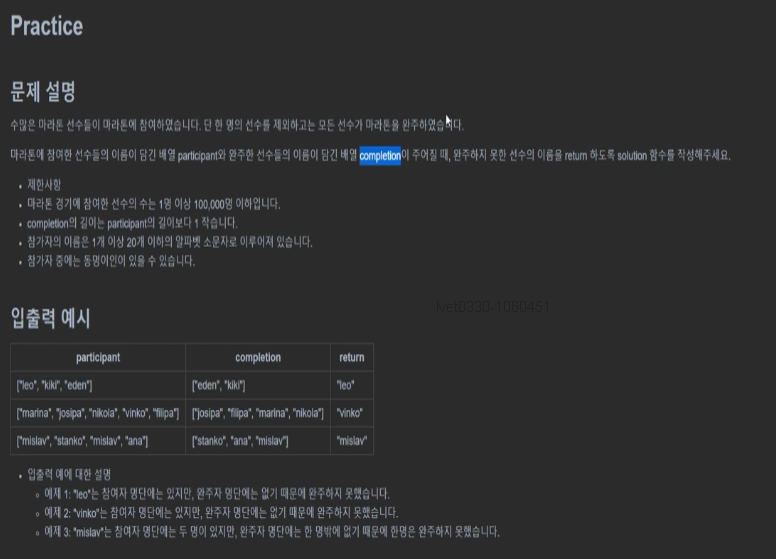 Practice
문제 설명
수많은 마라톤 선수들이 마라톤에 참여하였습니다. 단 한 명의 선수를 제외하고는 모든 선수가 마라톤을 완주하였습니다.
마라톤에 참여한 선수들의 이름이 담긴 배열 participant와 완주한 선수들의 이름이 담긴 배열 completion이 주어질 때, 완주하지 못한 선수의 이름을 return 하도록 solution 함수를 작성해주세요.
제한사항
마라톤 경기에 참여한 선수의 수는 1명 이상 100,000명 이하입니다.
completion의 길이는 participant의 길이보다 1 작습니다.
참가자의 이름은 1개 이상 20개 이하의 알파벳 소문자로 이루어져 있습니다.
참가자 중에는 동명이인이 있을 수 있습니다.
lvet0330-1080451
입출력 예시
participant completion return
["leo", "kiki", "eden"] ["eden", "kiki"] "leo"
["marina", "josipa", "nikola", "vinko", "filipa"] ["josipa", "filipa", "marina", "nikola"] "vinko"
["mislav", "stanko", "mislav", "ana"] ["stanko", "ana", "mislav"] "mislav"
입출력 예에 대한 설명
예제 1: "leo"는 참여자 명단에는 있지만, 완주자 명단에는 없기 때문에 완주하지 못했습니다.
예제 2: "vinko"는 참여자 명단에는 있지만, 완주자 명단에는 없기 때문에 완주하지 못했습니다.
예제 3: "mislav"는 참여자 명단에는 두 명이 있지만, 완주자 명단에는 한 명밖에 없기 때문에 한명은 완주하지 못했습니다.